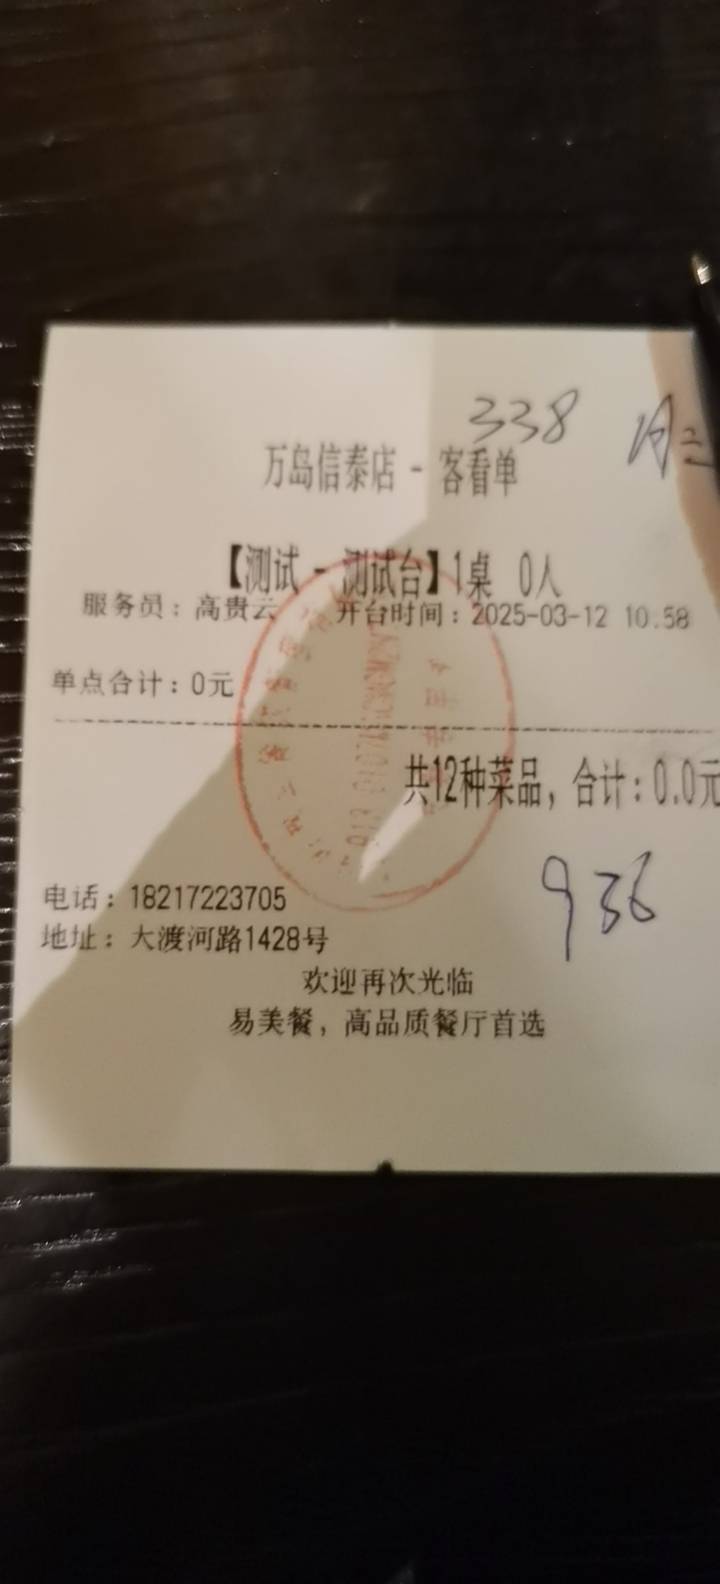 338
万岛信泰店 - 客看单
【测试 - 测试台】1桌 0人
服务员：高贵云 开台时间：2025-03-12 10:58
单点合计：0元
共12种菜品，合计：0.0元
936
电话：18217223705
地址：大渡河路1428号
欢迎再次光临
易美餐，高品质餐厅首选